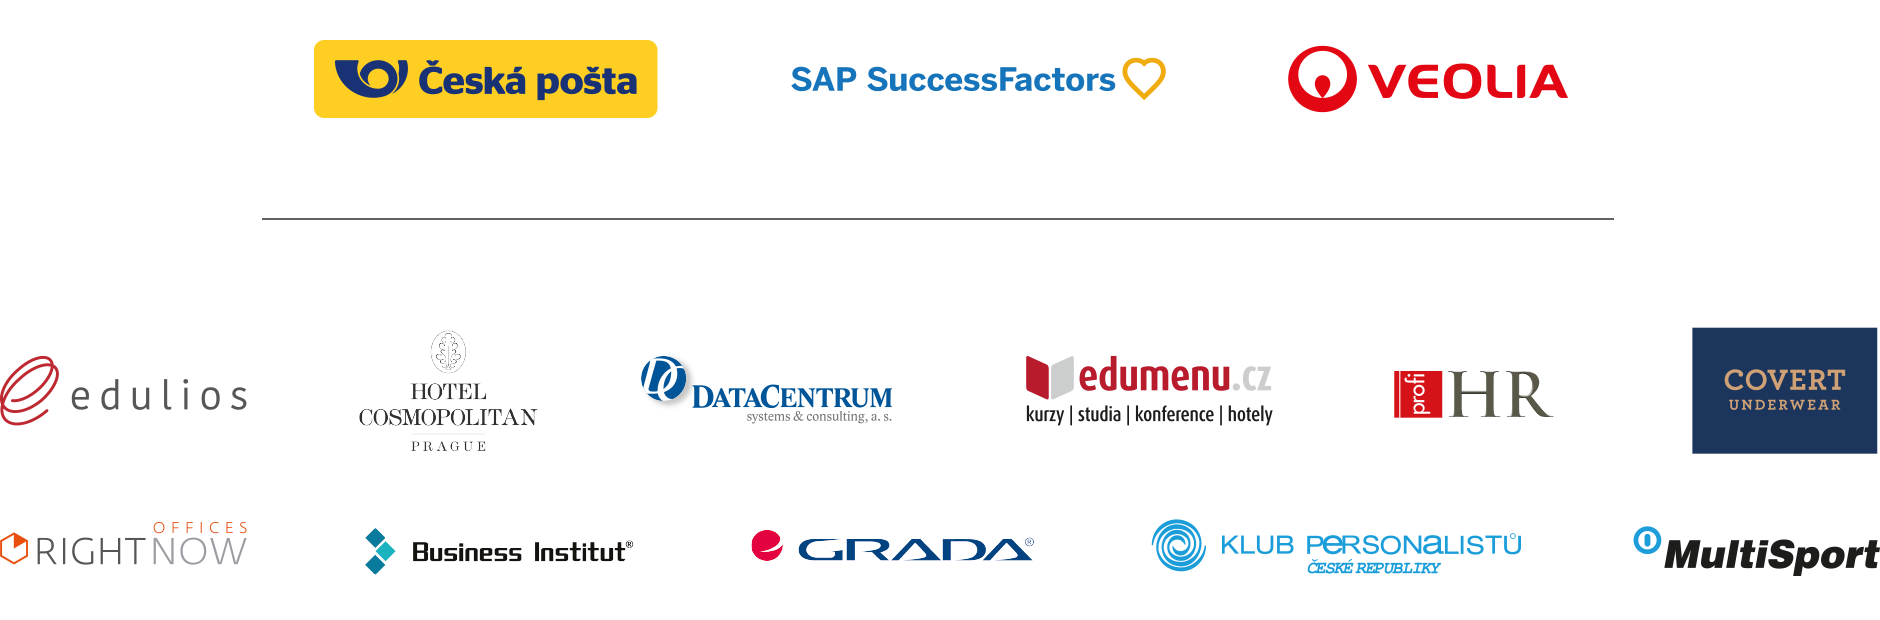 Česká pošta
SAP SuccessFactors
VEOLIA
edulios
HOTEL
COSMOPOLITAN
PRAGUE
DATACENTRUM
systems & consulting, a. s.
edumenu.cz
kurzy | studia | konference | hotely
profi HR
COVERT
UNDERWEAR
OFFICES
RIGHTNOW
Business Institut®
GRADA®
KLUB PeRSONaLISTŮ
ČESKÉ REPUBLIKY
MultiSport